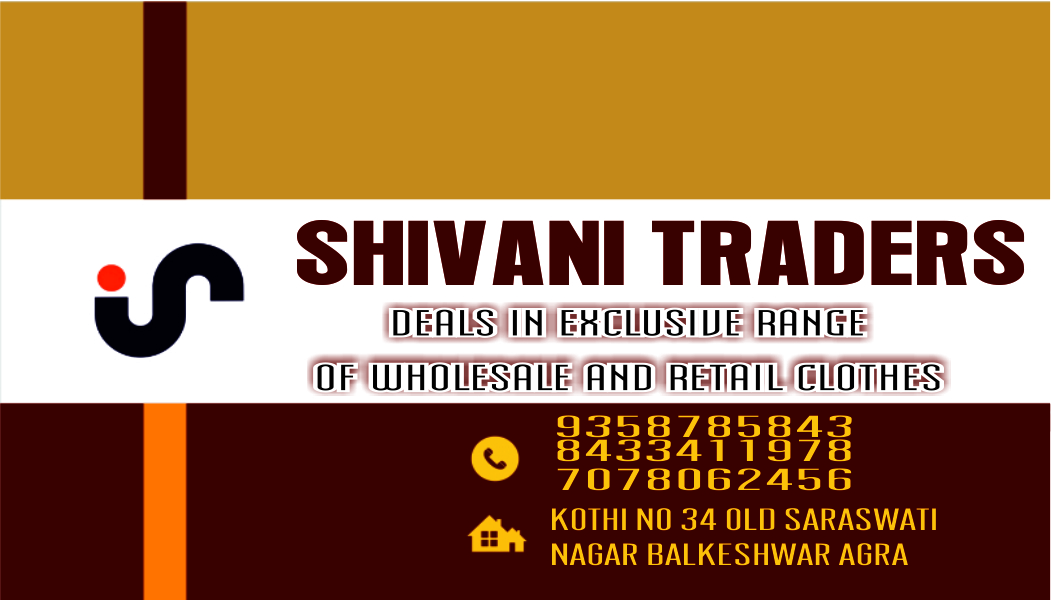 SHIVANI TRADERS
DEALS IN EXCLUSIVE RANGE
OF WHOLESALE AND RETAIL CLOTHES
9358785843
8433411978
7078062456
KOTHI NO 34 OLD SARASWATI
NAGAR BALKESHWAR AGRA